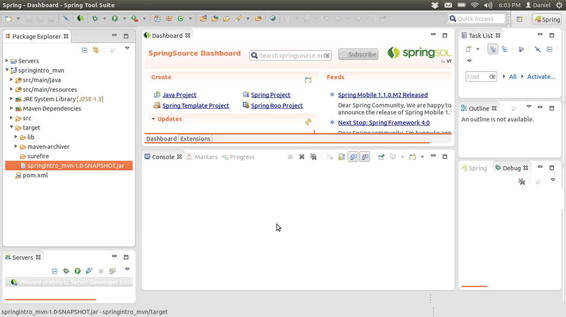 Spring - Dashboard - Spring Tool Suite
6:03 PM
Daniel
Quick Access
Spring
Package Explorer
Servers
springintro_mvn
src/main/java
src/main/resources
JRE System Library [J2SE-1.5]
Maven Dependencies
src
target
lib
maven-archiver
surefire
springintro_mvn-1.0-SNAPSHOT.jar
pom.xml
Servers
Dashboard
SpringSource Dashboard
Search springsource.or
Subscribe
Create
Java Project
Spring Project
Spring Template Project
Spring Roo Project
Updates
Feeds
Spring Mobile 1.1.0.M2 Released
Dear Spring Community, We are happy to
announce the release of Spring Mobile 1.
Next Stop: Spring Framework 4.0
Dashboard
Extensions
Console
Markers
Progress
Task List
Find
All
Activate...
Outline
An outline is not available.
Spring
Debug
springintro_mvn-1.0-SNAPSHOT.jar - springintro_mvn/target